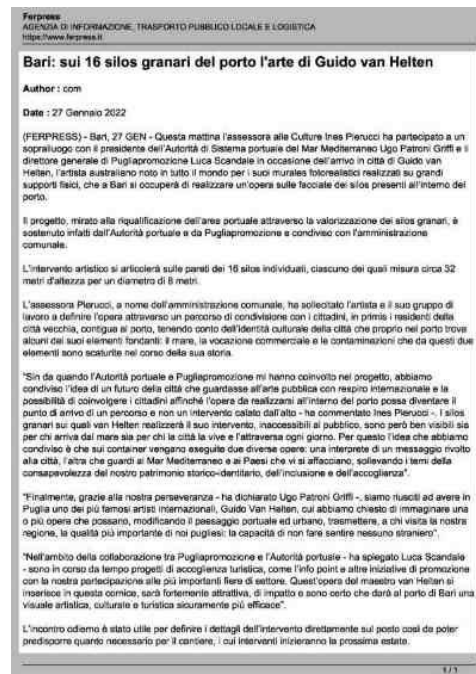 Ferpress
AGENZIA DI INFORMAZIONE, TRASPORTO PUBBLICO LOCALE E LOGISTICA
https://www.ferpress.it
Bari: sui 16 silos granari del porto l'arte di Guido van Helten
Author : com
Date : 27 Gennaio 2022
(FERPRESS) - Bari, 27 GEN - Questa mattina l'assessora alle Culture Ines Pierucci ha partecipato a un
sopralluogo con il presidente dell'Autorità di Sistema portuale del Mar Mediterraneo Ugo Patroni Griffi e il
direttore generale di Pugliapromozione Luca Scandale in occasione dell'arrivo in città di Guido van
Helten, l'artista australiano noto in tutto il mondo per i suoi murales fotorealistici realizzati su grandi
supporti fisici, che a Bari si occuperà di realizzare un'opera sulle facciate dei silos presenti all'interno del
porto.
Il progetto, mirato alla riqualificazione dell'area portuale attraverso la valorizzazione dei silos granari, è
sostenuto infatti dall'Autorità portuale e da Pugliapromozione e condiviso con l'amministrazione
comunale.
L'intervento artistico si articolerà sulle pareti dei 16 silos individuati, ciascuno dei quali misura circa 32
metri d'altezza per un diametro di 8 metri.
L'assessora Pierucci, a nome dell'amministrazione comunale, ha sollecitato l'artista e il suo gruppo di
lavoro a definire l'opera attraverso un percorso di condivisione con i cittadini, in primis i residenti della
città vecchia, contigua al porto, tenendo conto dell'identità culturale della città che proprio nel porto trova
alcuni dei suoi elementi fondanti: il mare, la vocazione commerciale e le contaminazioni che da questi due
elementi sono scaturite nel corso della sua storia.
"Sin da quando l'Autorità portuale e Pugliapromozione mi hanno coinvolto nel progetto, abbiamo
condiviso l'idea di un futuro della città che guardasse all'arte pubblica con respiro internazionale e la
possibilità di coinvolgere i cittadini affinché l'opera da realizzarsi all'interno del porto possa diventare il
punto di arrivo di un percorso e non un intervento calato dall'alto - ha commentato Ines Pierucci -. I silos
granari sui quali van Helten realizzerà il suo intervento, inaccessibili al pubblico, sono però ben visibili sia
per chi arriva dal mare sia per chi la città la vive e l'attraversa ogni giorno. Per questo l'idea che abbiamo
condiviso è che sui container vengano eseguite due diverse opere: una interprete di un messaggio rivolto
alla città, l'altra che guardi al Mar Mediterraneo e ai Paesi che vi si affacciano, sollevando i temi della
consapevolezza del nostro patrimonio storico-identitario, dell'inclusione e dell'accoglienza".
"Finalmente, grazie alla nostra perseveranza - ha dichiarato Ugo Patroni Griffi -, siamo riusciti ad avere in
Puglia uno dei più famosi artisti internazionali, Guido Van Helten, cui abbiamo chiesto di immaginare una
o più opera che possano, modificando il paesaggio portuale ed urbano, trasmettere, a chi visita la nostra
regione, la qualità più importante di noi pugliesi: la capacità di non fare sentire nessuno straniero".
"Nell'ambito della collaborazione tra Pugliapromozione e l'Autorità portuale - ha spiegato Luca Scandale
- sono in corso da tempo progetti di accoglienza turistica, come l'info point e altre iniziative di promozione
con la nostra partecipazione alle più importanti fiere di settore. Quest'opera del maestro van Helten si
inserisce in questa cornice, sarà fortemente attrattiva, di impatto e sono certo che darà al porto di Bari una
visuale artistica, culturale e turistica sicuramente più efficace".
L'incontro odierno è stato utile per definire i dettagli dell'intervento direttamente sul posto così da poter
predisporre quanto necessario per il cantiere, i cui interventi inizieranno la prossima estate.
1 / 1